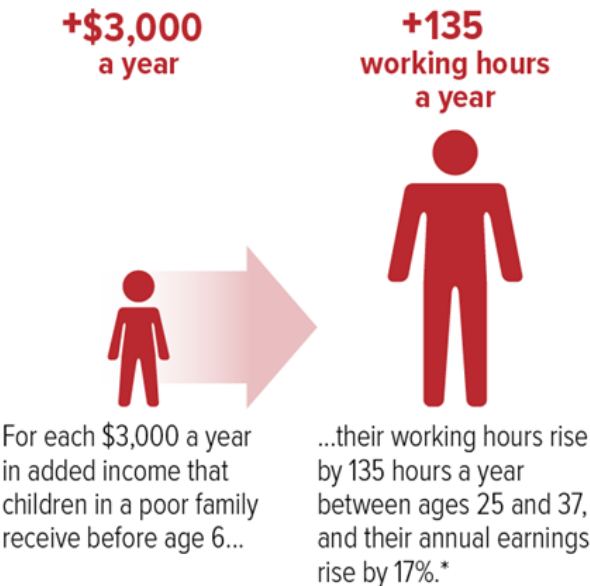 +$3,000
a year
+135
working hours
a year
For each $3,000 a year
in added income that
children in a poor family
receive before age 6...
...their working hours rise
by 135 hours a year
between ages 25 and 37,
and their annual earnings
rise by 17%.*